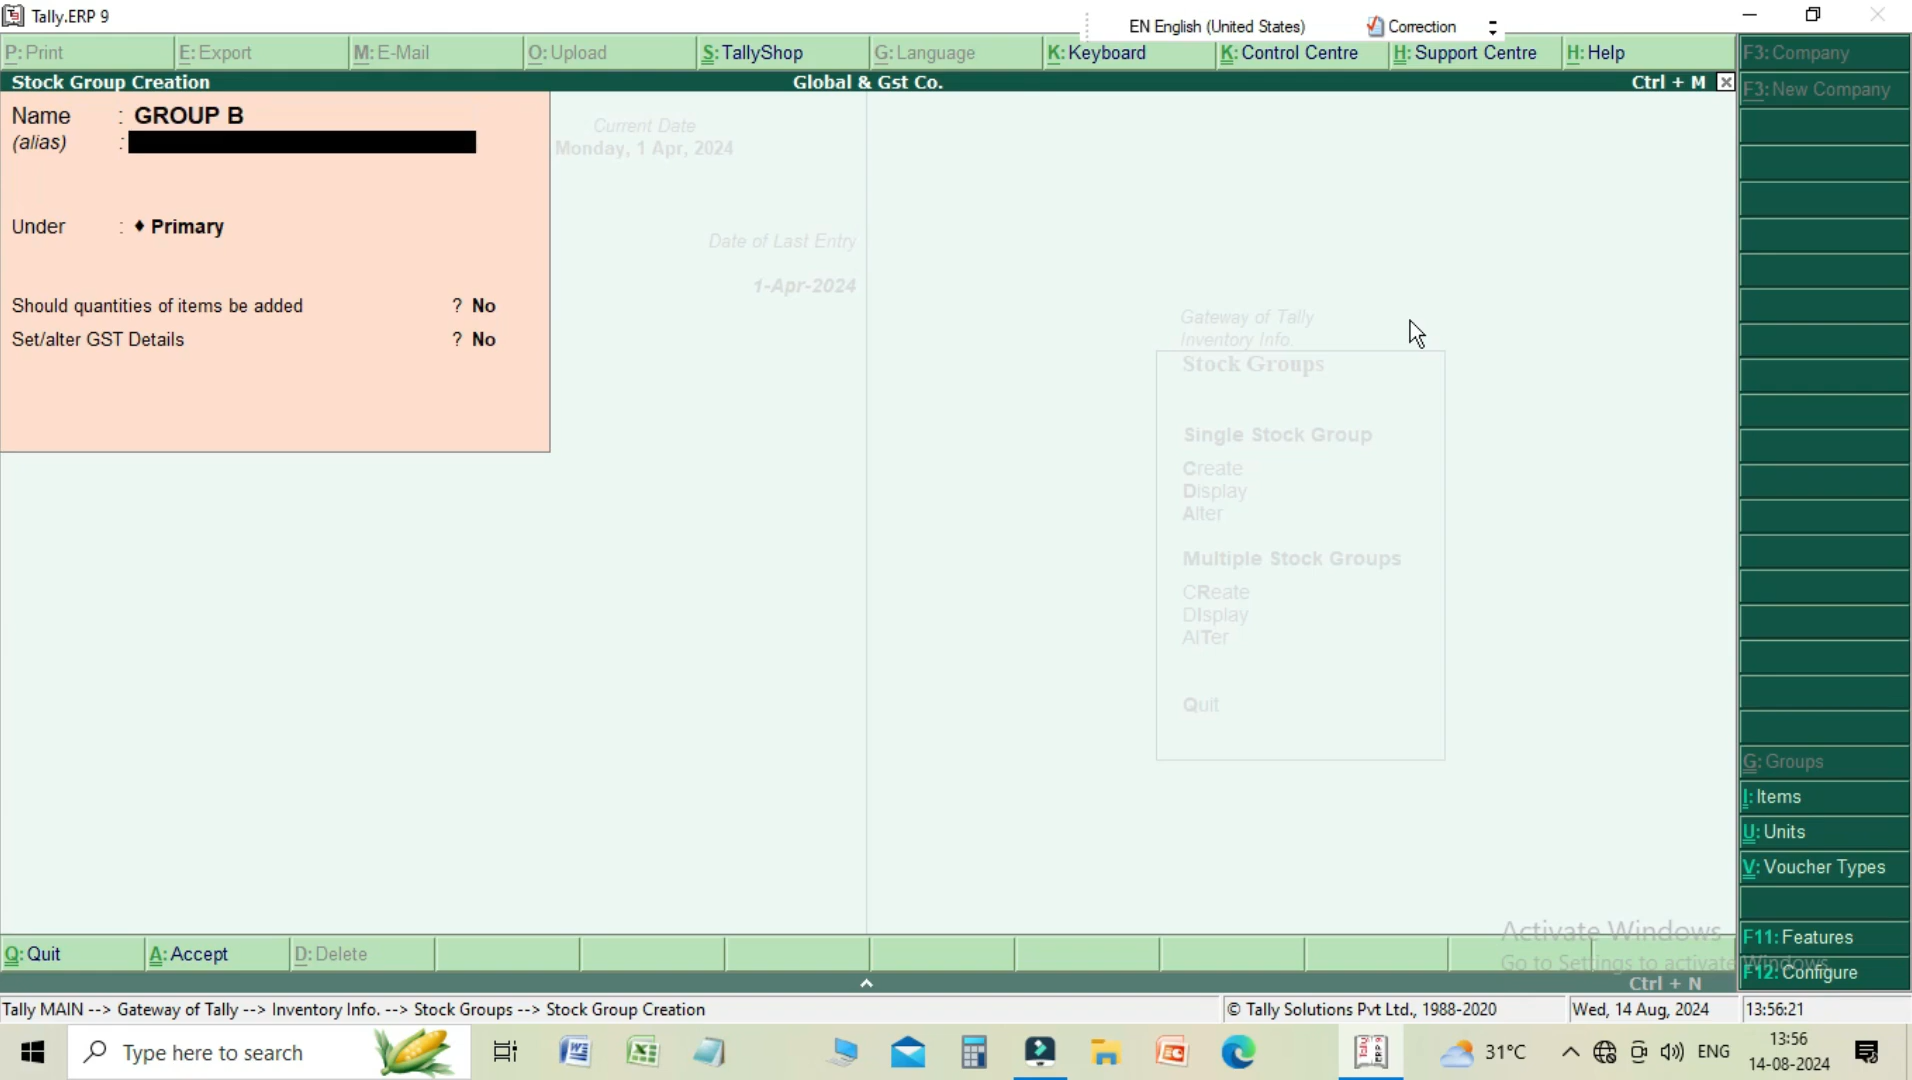 Tally.ERP 9
EN English (United States) Correction
P: Print E: Export M: E-Mail O: Upload S: TallyShop G: Language K: Keyboard K: Control Centre H: Support Centre H: Help F3: Company
Stock Group Creation Global & Gst Co. Ctrl + M F3: New Company
Name : GROUP B
(alias) :
Current Date
Monday, 1 Apr, 2024
Under : ♦ Primary
Date of Last Entry
1-Apr-2024
Should quantities of items be added ? No
Set/alter GST Details ? No
Gateway of Tally
Inventory Info.
Stock Groups
Single Stock Group
Create
Display
Alter
Multiple Stock Groups
CReate
DIsplay
AlTer
Quit
G: Groups
I: Items
U: Units
V: Voucher Types
F11: Features
F12: Configure
Activate Windows
Go to Settings to activate Windows.
Q: Quit A: Accept D: Delete
Ctrl + N
Tally MAIN --> Gateway of Tally --> Inventory Info. --> Stock Groups --> Stock Group Creation © Tally Solutions Pvt Ltd., 1988-2020 Wed, 14 Aug, 2024 13:56:21
Type here to search 31°C ENG 13:56
14-08-2024